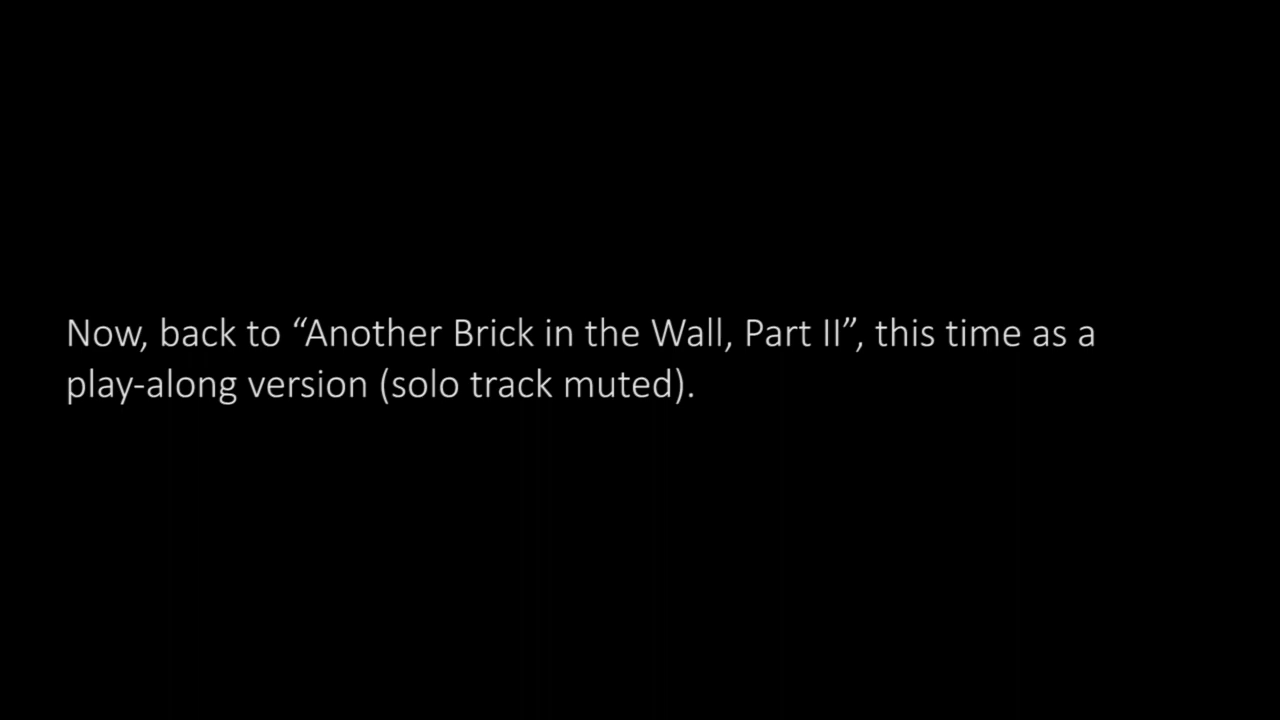 Now, back to “Another Brick in the Wall, Part II”, this time as a
play-along version (solo track muted).